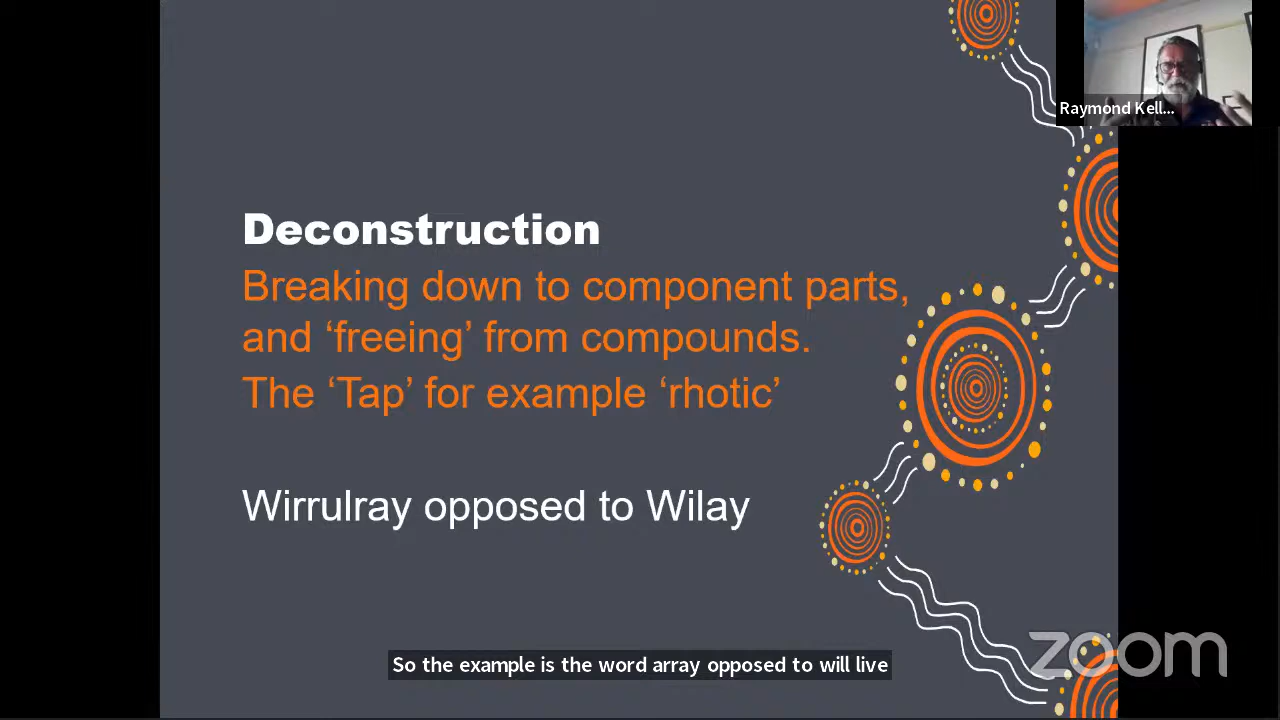 Raymond Kell...
Deconstruction
Breaking down to component parts,
and ‘freeing’ from compounds.
The ‘Tap’ for example ‘rhotic’
Wirrulray opposed to Wilay
So the example is the word array opposed to will live
zoom